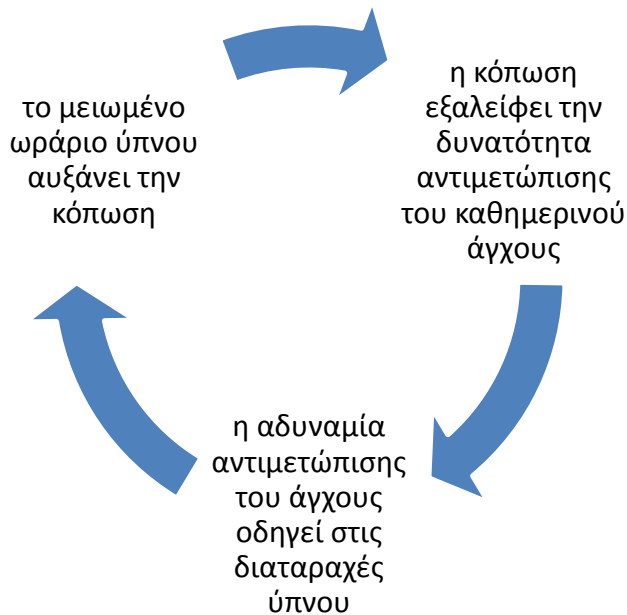 το μειωμένο
ωράριο ύπνου
αυξάνει την
κόπωση
η κόπωση
εξαλείφει την
δυνατότητα
αντιμετώπισης
του καθημερινού
άγχους
η αδυναμία
αντιμετώπισης
του άγχους
οδηγεί στις
διαταραχές
ύπνου